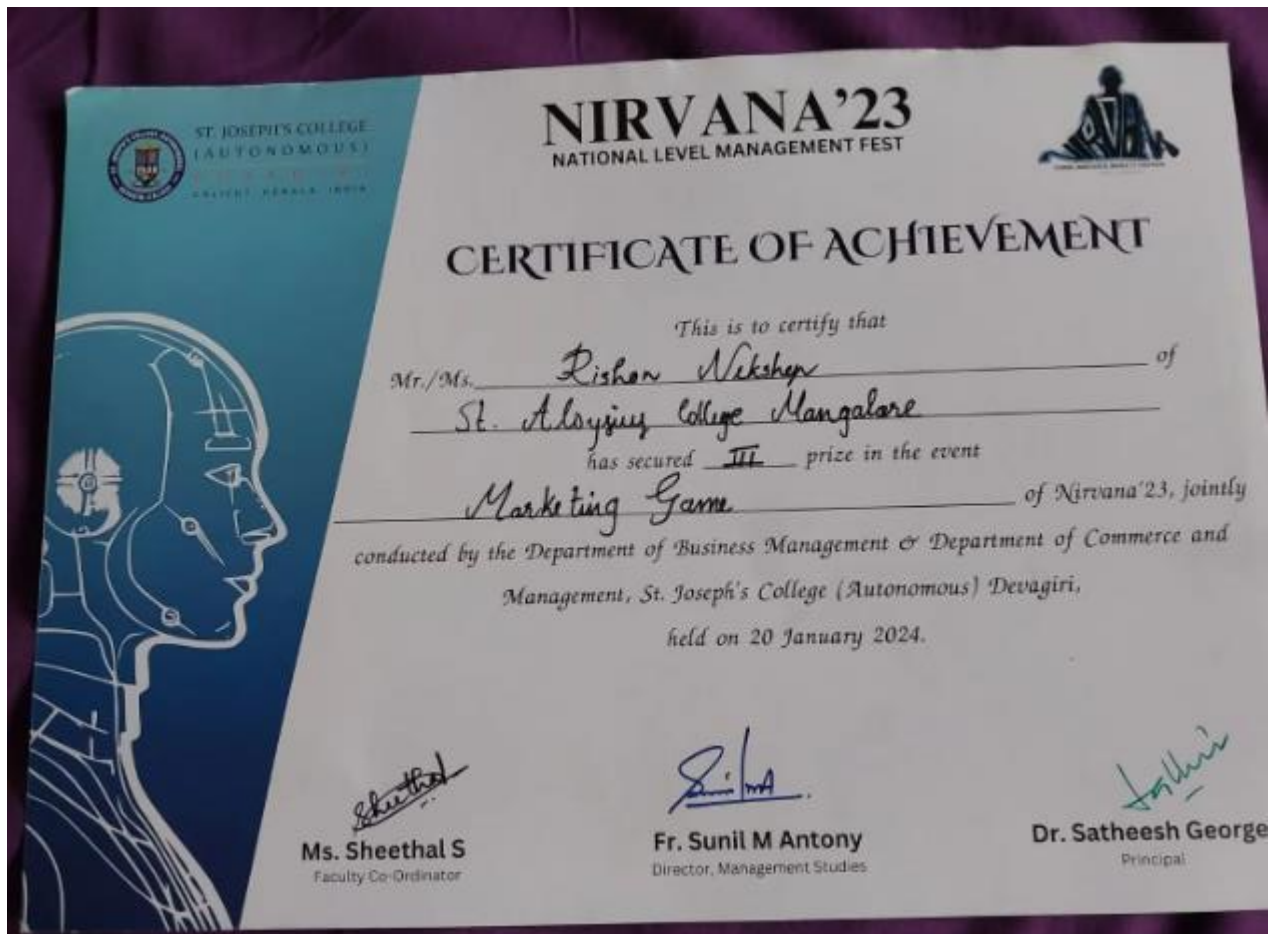 ST. JOSEPH'S COLLEGE
(AUTONOMOUS)
CALICUT KERALA INDIA
NIRVANA'23
NATIONAL LEVEL MANAGEMENT FEST
CERTIFICATE OF ACHIEVEMENT
This is to certify that
Mr./Ms. Rishon Nikshep of
St. Aloysius College Mangalore
has secured III prize in the event
Marketing Game of Nirvana'23, jointly
conducted by the Department of Business Management & Department of Commerce and
Management, St. Joseph's College (Autonomous) Devagiri,
held on 20 January 2024.
Sheethal
Ms. Sheethal S
Faculty Co-Ordinator
Fr. Sunil M Antony
Director, Management Studies
Dr. Satheesh George
Principal